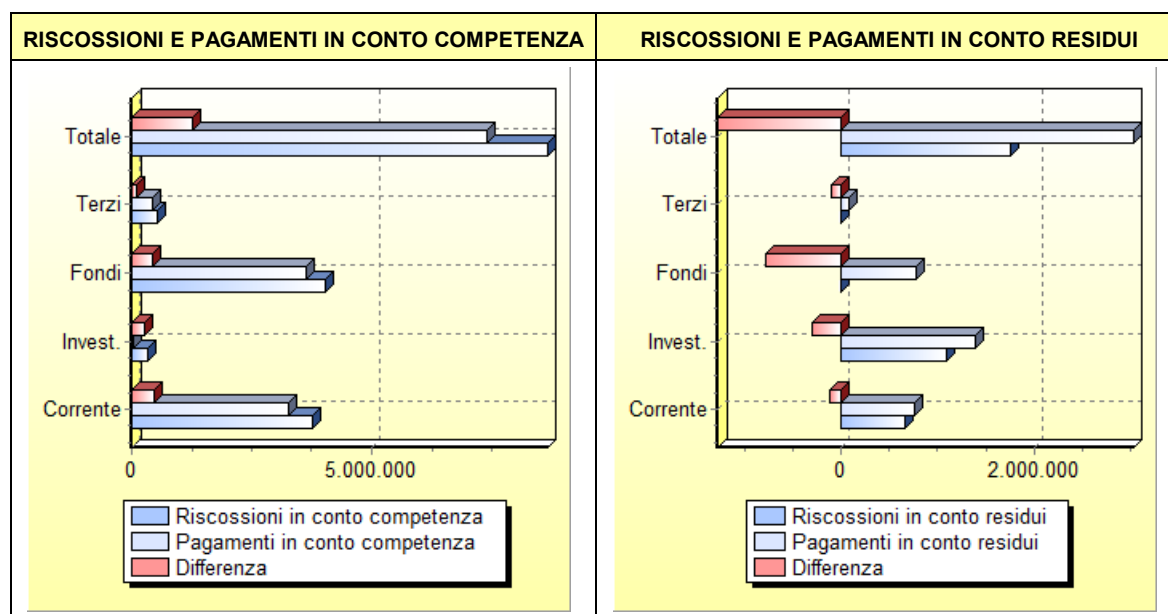 RISCOSSIONI E PAGAMENTI IN CONTO COMPETENZA
Totale
Terzi
Fondi
Invest.
Corrente
0
5.000.000
Riscossioni in conto competenza
Pagamenti in conto competenza
Differenza
RISCOSSIONI E PAGAMENTI IN CONTO RESIDUI
Totale
Terzi
Fondi
Invest.
Corrente
0
2.000.000
Riscossioni in conto residui
Pagamenti in conto residui
Differenza